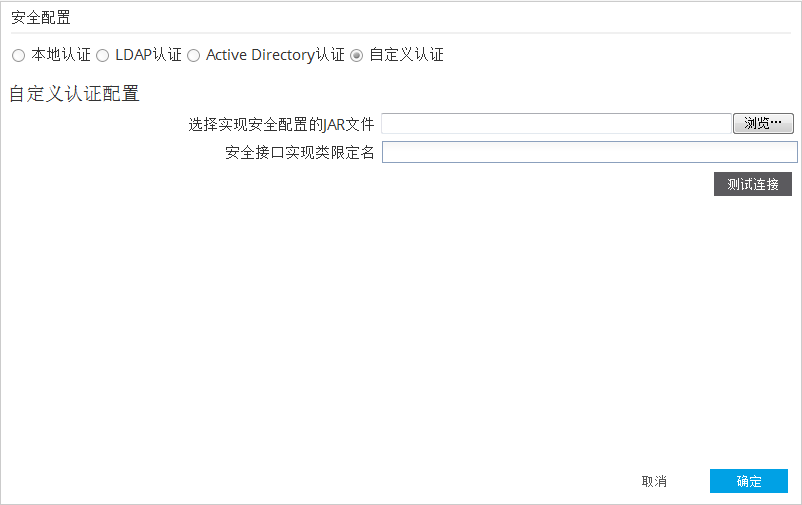 安全配置
本地认证 LDAP认证 Active Directory认证 自定义认证
自定义认证配置
选择实现安全配置的JAR文件 浏览…
安全接口实现类限定名
测试连接
取消 确定